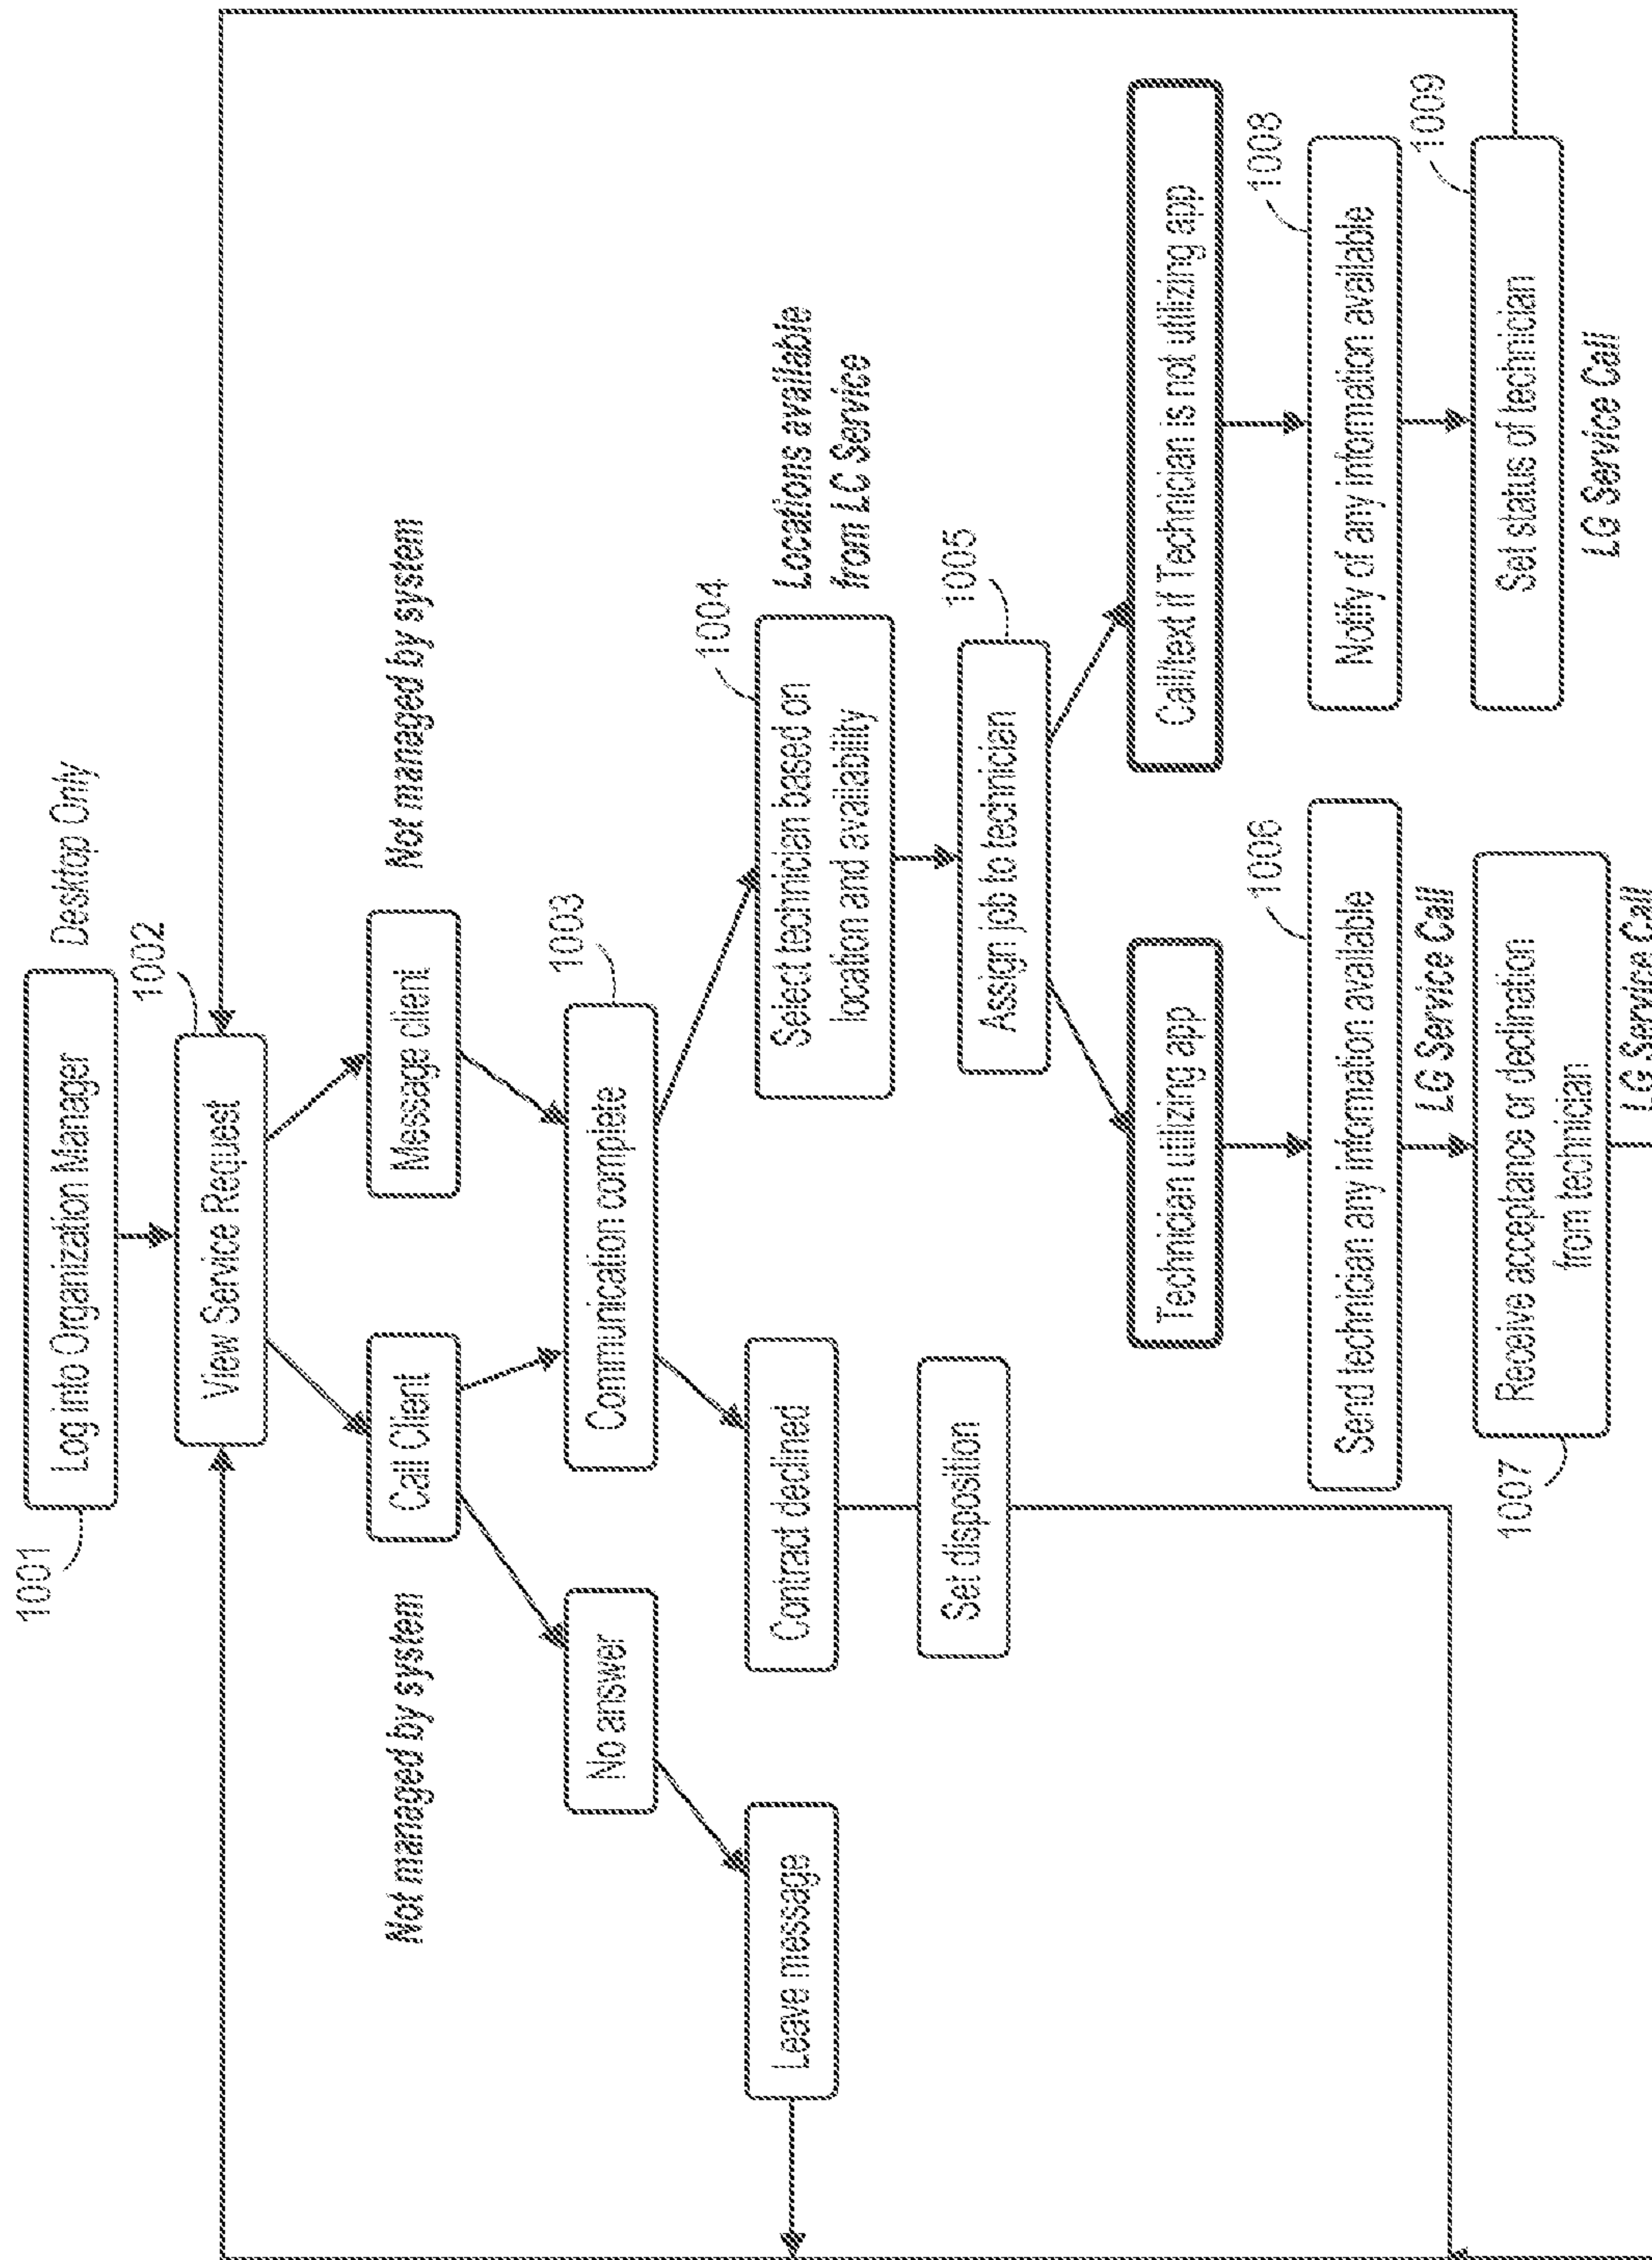 1001
Log into Organization Manager
Desktop Only
View Service Request
1002
Not managed by system
Call Client
Message client
Not managed by system
No answer
Communication complete
1003
Leave message
Contract declined
Select technician based on
location and availability
1004
Locations available
from LC Service
Set disposition
Assign job to technician
1005
Technician utilizing app
Call/text if Technician is not utilizing app
Send technician any information available
1006
LG Service Call
Notify of any information available
1008
1007
Receive acceptance or declination
from technician
LG Service Call
Set status of technician
1009
LG Service Call